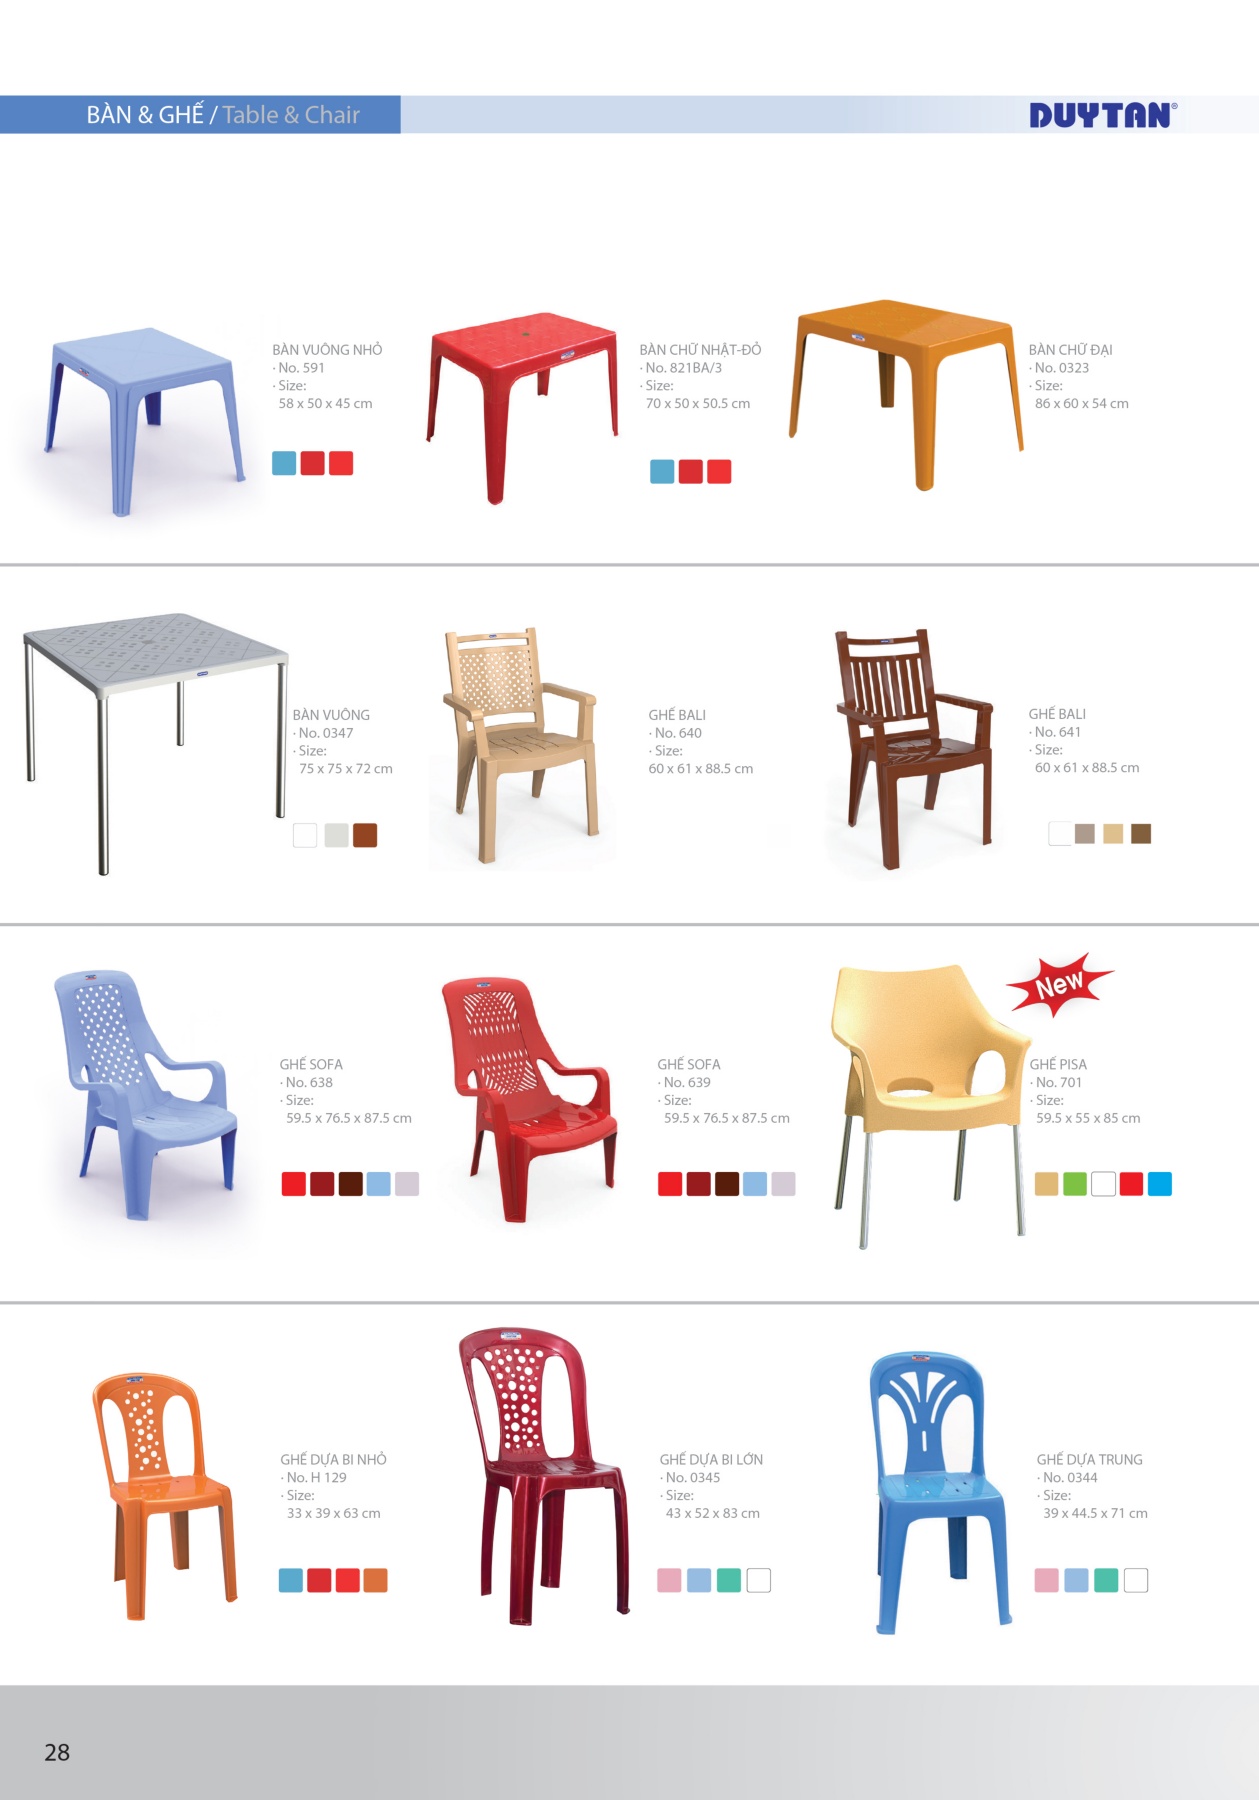 BÀN & GHẾ / Table & Chair
DUYTAN®
BÀN VUÔNG NHỎ
· No. 591
· Size:
58 x 50 x 45 cm
BÀN CHỮ NHẬT-ĐỎ
· No. 821BA/3
· Size:
70 x 50 x 50.5 cm
BÀN CHỮ ĐẠI
· No. 0323
· Size:
86 x 60 x 54 cm
BÀN VUÔNG
· No. 0347
· Size:
75 x 75 x 72 cm
GHẾ BALI
· No. 640
· Size:
60 x 61 x 88.5 cm
GHẾ BALI
· No. 641
· Size:
60 x 61 x 88.5 cm
GHẾ SOFA
· No. 638
· Size:
59.5 x 76.5 x 87.5 cm
GHẾ SOFA
· No. 639
· Size:
59.5 x 76.5 x 87.5 cm
New
GHẾ PISA
· No. 701
· Size:
59.5 x 55 x 85 cm
GHẾ DỰA BI NHỎ
· No. H 129
· Size:
33 x 39 x 63 cm
GHẾ DỰA BI LỚN
· No. 0345
· Size:
43 x 52 x 83 cm
GHẾ DỰA TRUNG
· No. 0344
· Size:
39 x 44.5 x 71 cm
28